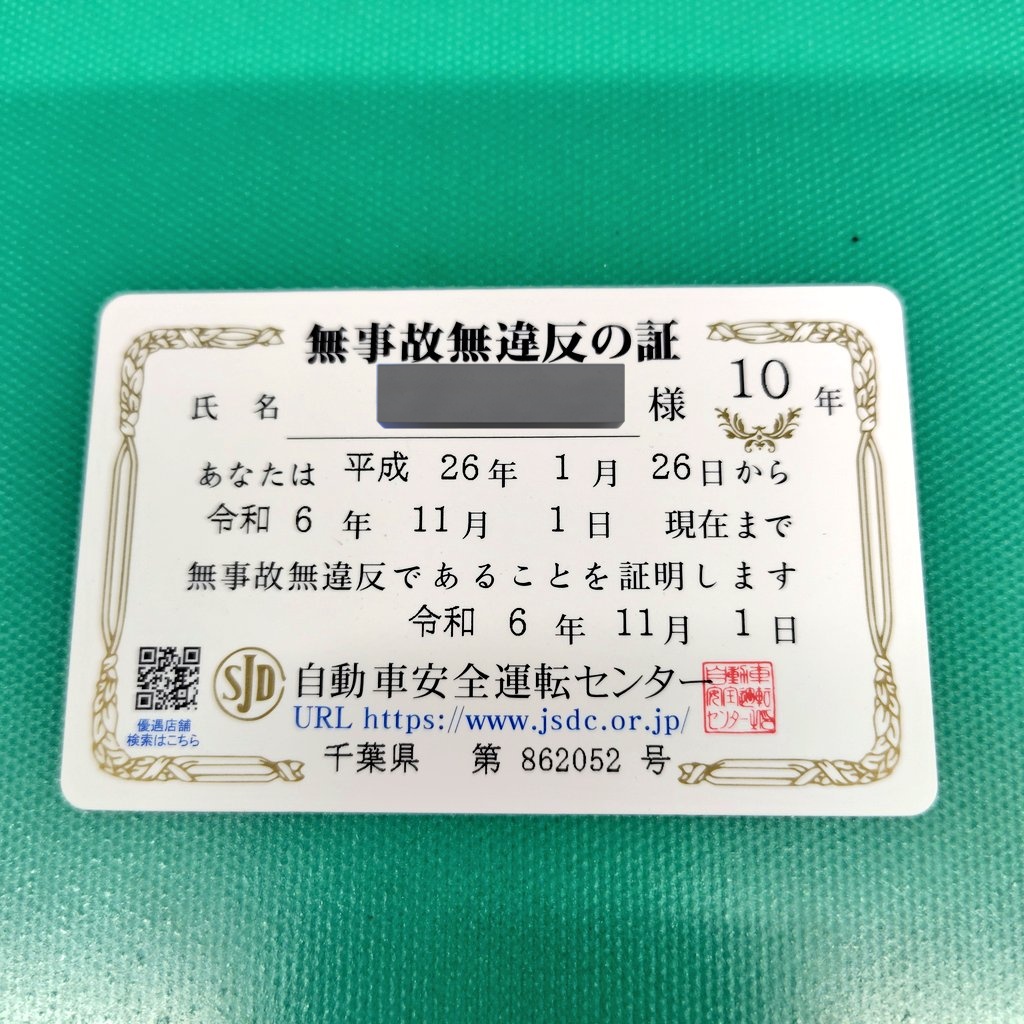 無事故無違反の証
氏名 様 10年
あなたは 平成 26年 1月 26日から
令和 6年 11月 1日 現在まで
無事故無違反であることを証明します
令和 6年 11月 1日
SJD 自動車安全運転センター
URL https://www.jsdc.or.jp/
優遇店舗
検索はこちら
千葉県 第 862052 号